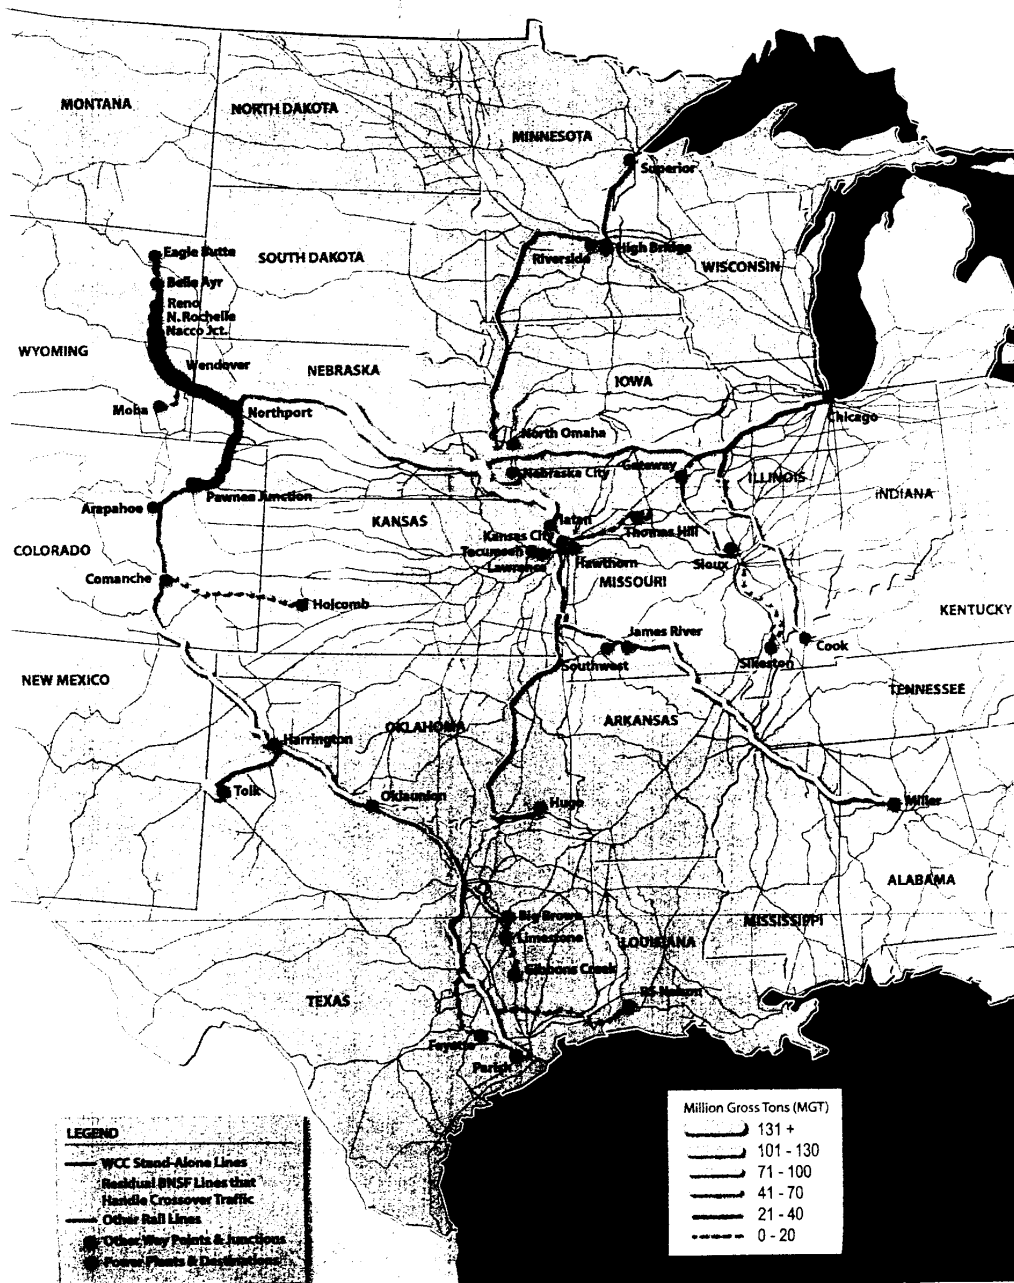 MONTANA
NORTH DAKOTA
MINNESOTA
Superior
Eagle Butte
SOUTH DAKOTA
High Bridge
Riverside
WISCONSIN
Belle Ayr
Reno
N. Rochelle
Nacco Jct.
WYOMING
Wendover
NEBRASKA
IOWA
Moba
Northport
Chicago
North Omaha
Nebraska City
Gateway
ILLINOIS
INDIANA
Pawnee Junction
Arapahoe
KANSAS
Iatan
Thomas Hill
Kansas City
COLORADO
Tecumseh
Lawrence
Hawthorn
Sioux
Comanche
MISSOURI
Holcomb
KENTUCKY
James River
Cook
Southwest
Sikeston
NEW MEXICO
TENNESSEE
OKLAHOMA
ARKANSAS
Harrington
Tolk
Oklaunion
Hugo
Miller
ALABAMA
Big Brown
MISSISSIPPI
Limestone
LOUISIANA
Gibbons Creek
TEXAS
RS Nelson
Fayette
Parish
LEGEND
WCC Stand-Alone Lines
Residual BNSF Lines that
Handle Crossover Traffic
Other Rail Lines
Other Way Points & Junctions
Power Plants & Destinations
Million Gross Tons (MGT)
131 +
101 - 130
71 - 100
41 - 70
21 - 40
0 - 20